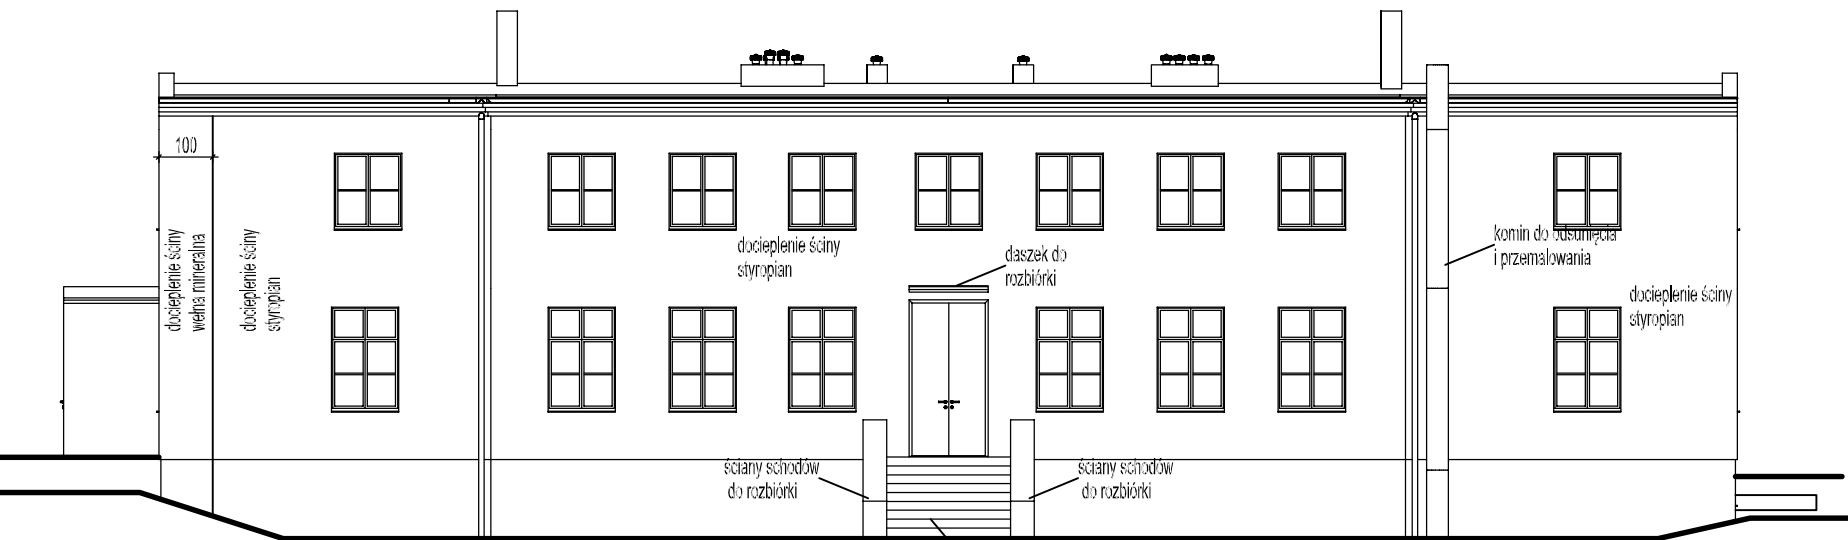 100
docieplenie ściny
wełna mineralna
docieplenie ściny
styropian
docieplenie ściny
styropian
daszek do
rozbiórki
komin do odsunięcia
i przemalowania
docieplenie ściny
styropian
ściany schodów
do rozbiórki
ściany schodów
do rozbiórki